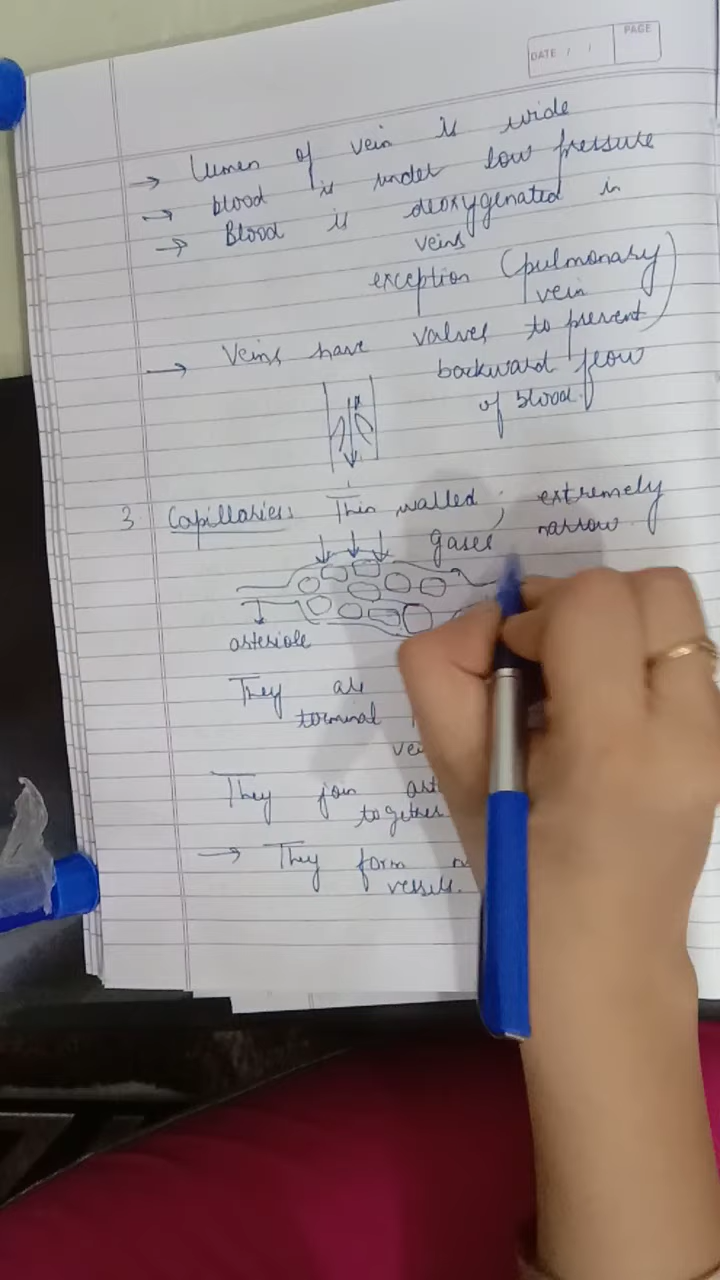 DATE / /
PAGE
→ lumen of vein is wide
→ blood is under low pressure
→ Blood is deoxygenated in
veins
exception (pulmonary
vein)
→ Veins have valves to prevent
backward flow
of blood.
3. Capillaries: Thin walled; extremely
narrow.
gases
arteriole
They are
terminal
They join
together
→ They form
vessels.